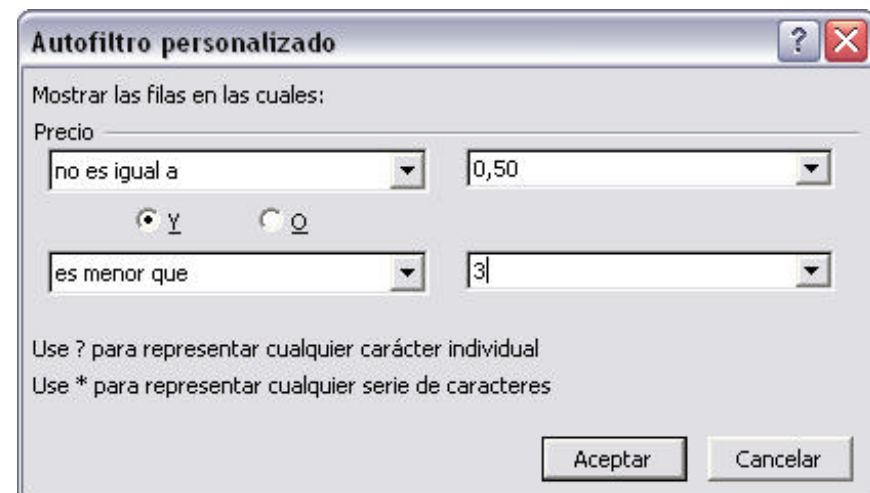 Autofiltro personalizado
?
Mostrar las filas en las cuales:
Precio
no es igual a 0,50
Y O
es menor que 3
Use ? para representar cualquier carácter individual
Use * para representar cualquier serie de caracteres
Aceptar Cancelar